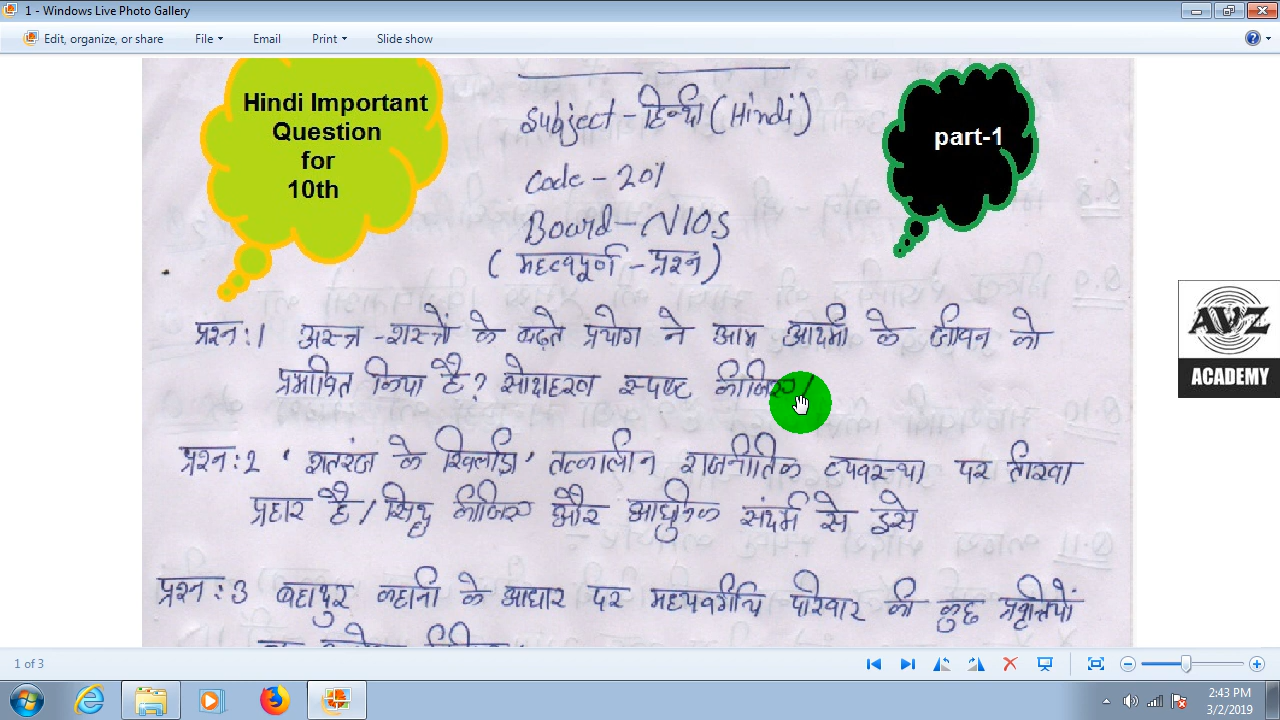 1 - Windows Live Photo Gallery
Edit, organize, or share File Email Print Slide show
Hindi Important
Question
for
10th
part-1
Subject - हिन्दी (Hindi)
Code - 201
Board - NIOS
( महत्वपूर्ण - प्रश्न )
प्रश्न :1 अस्त्र - शस्त्रों के बढ़ते प्रयोग ने आम आदमी के जीवन को
प्रभावित किया है? सोदाहरण स्पष्ट कीजिए /
प्रश्न :2 'शतरंज के खिलाड़ी' तत्कालीन राजनीतिक व्यवस्था पर तीखा
प्रहार है / सिद्ध कीजिए और आधुनिक संदर्भ से इसे
प्रश्न :3 बहादुर कहानी के आधार पर मध्यवर्गीय परिवार की कुछ प्रवृत्तियों
AVZ
ACADEMY
1 of 3
2:43 PM
3/2/2019